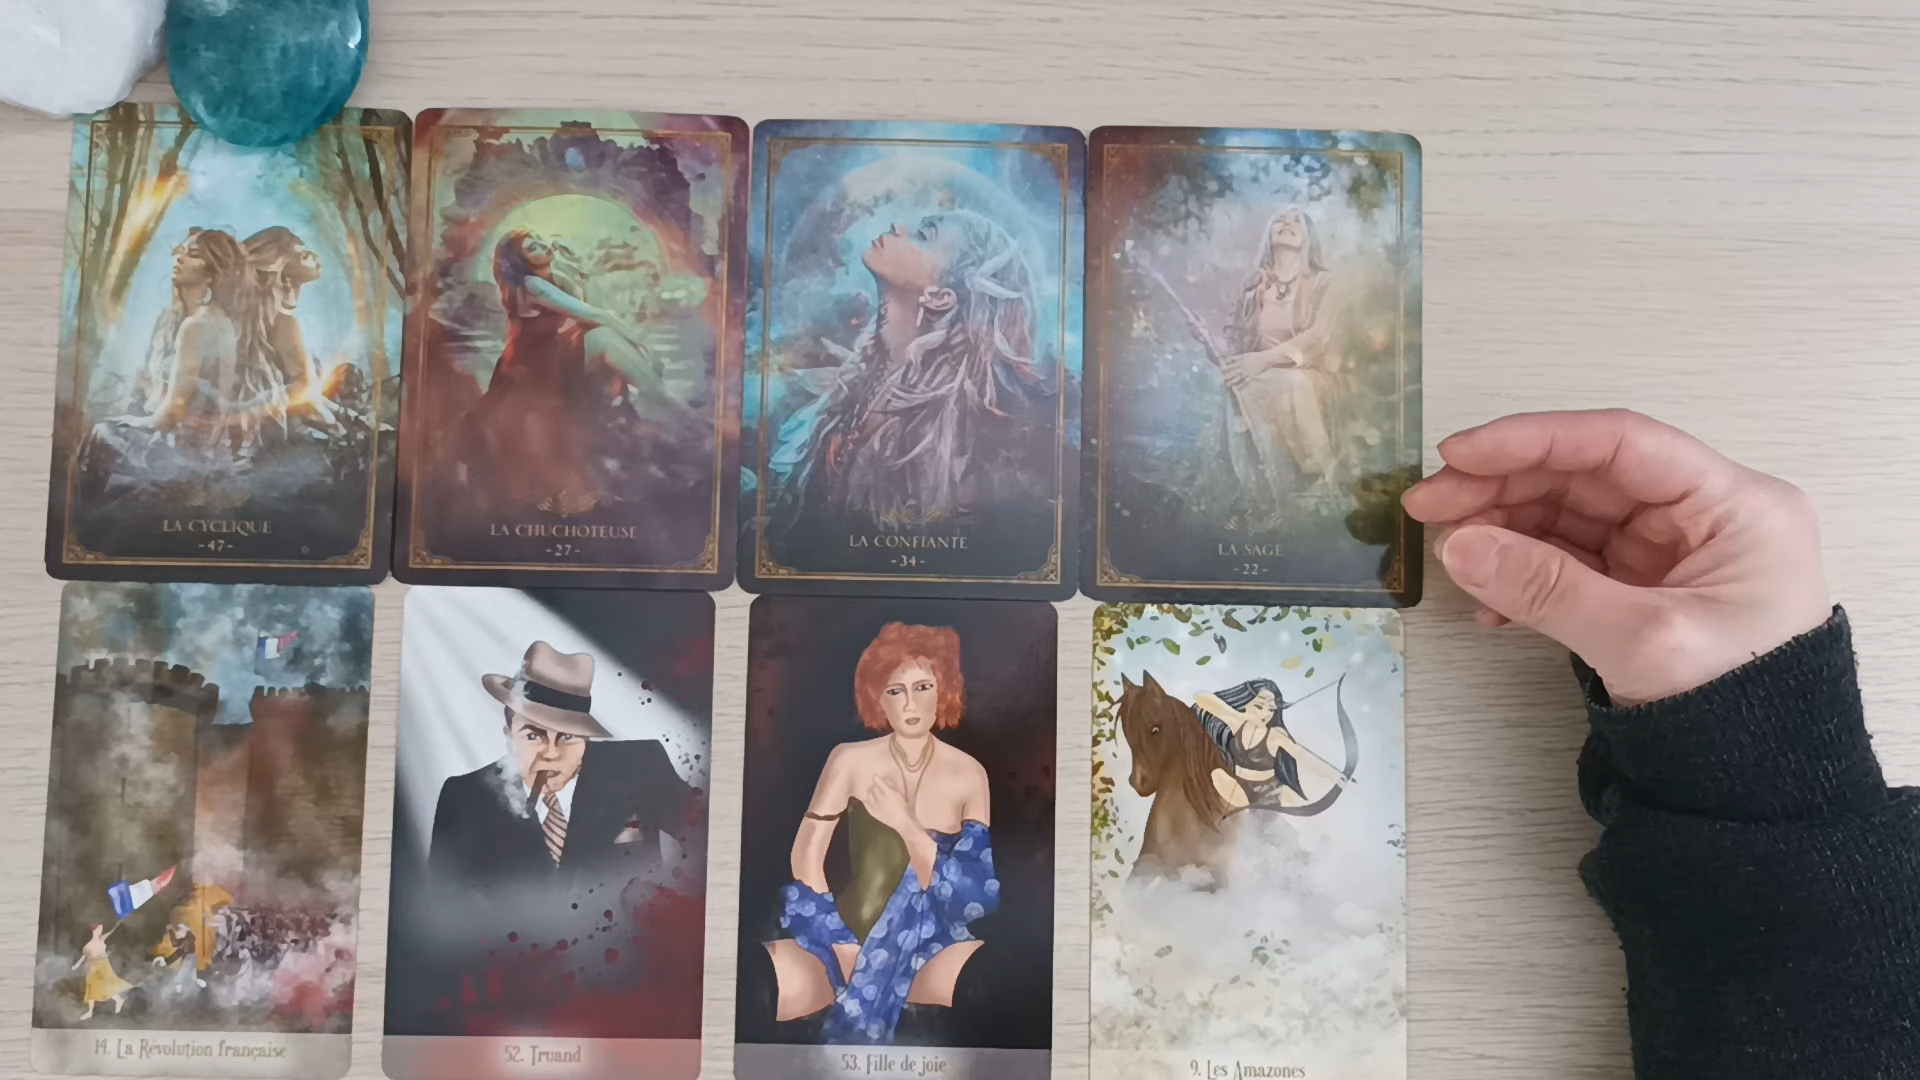 LA CYCLIQUE
-47-
LA CHUCHOTEUSE
-27-
LA CONFIANTE
-34-
LA SAGE
-22-
14. La Révolution française
52. Truand
53. Fille de joie
9. Les Amazones